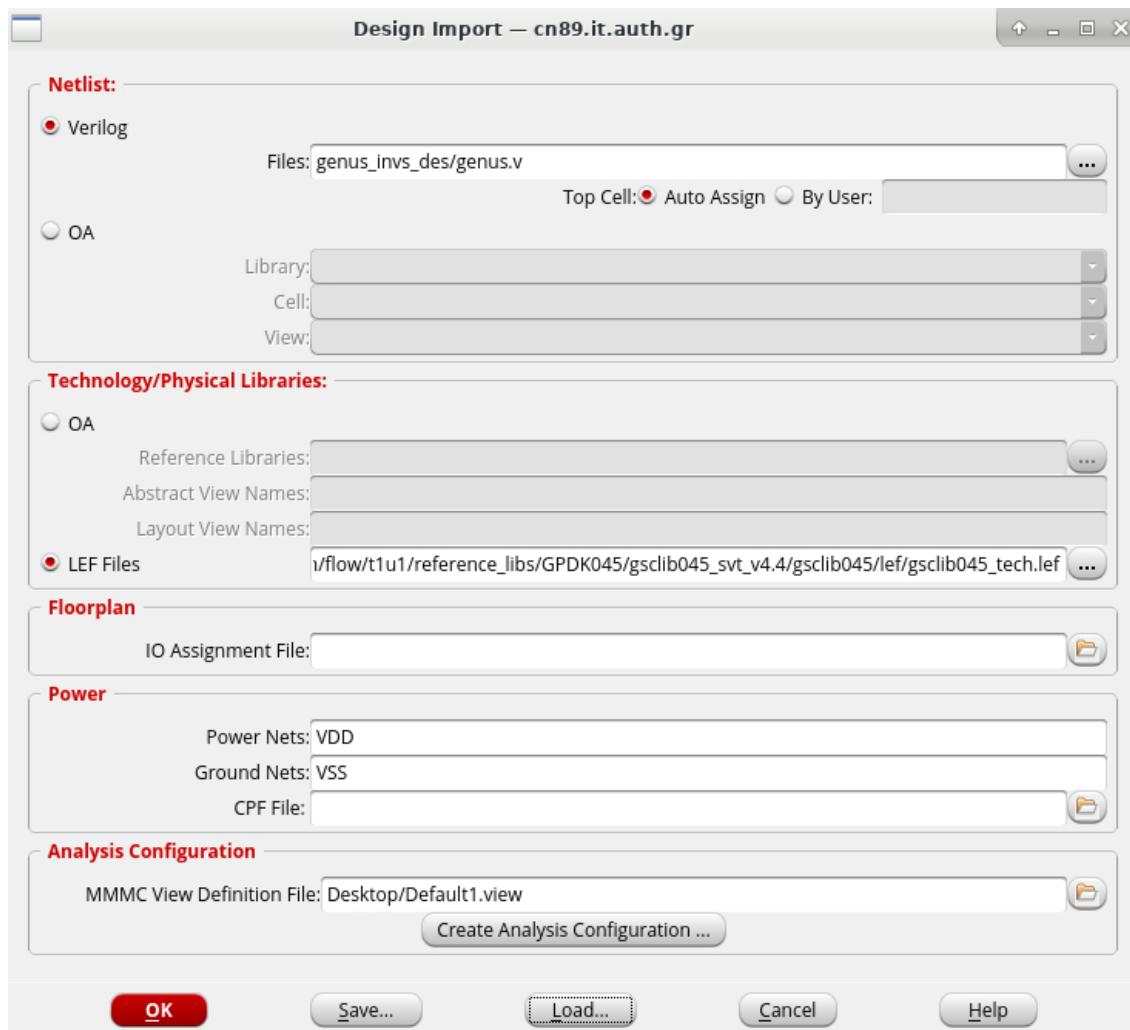 Design Import — cn89.it.auth.gr
Netlist:
Verilog
Files: genus_invs_des/genus.v ...
Top Cell: Auto Assign By User:
OA
Library:
Cell:
View:
Technology/Physical Libraries:
OA
Reference Libraries: ...
Abstract View Names:
Layout View Names:
LEF Files /flow/t1u1/reference_libs/GPDK045/gsclib045_svt_v4.4/gsclib045/lef/gsclib045_tech.lef ...
Floorplan
IO Assignment File:
Power
Power Nets: VDD
Ground Nets: VSS
CPF File:
Analysis Configuration
MMMC View Definition File: Desktop/Default1.view
Create Analysis Configuration ...
OK Save... Load... Cancel Help